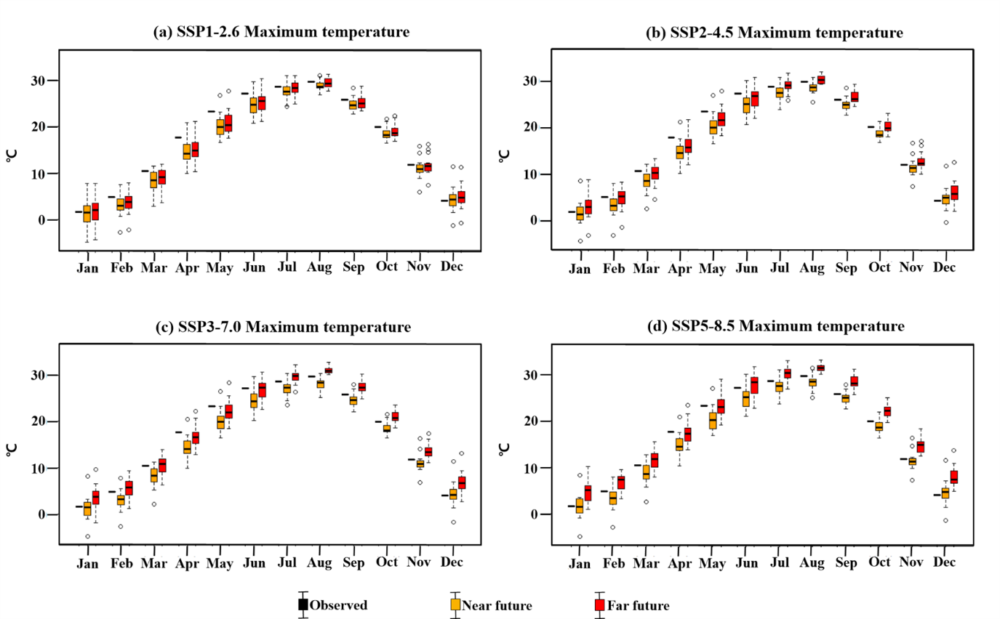 (a) SSP1-2.6 Maximum temperature
°C
30
20
10
0
Jan Feb Mar Apr May Jun Jul Aug Sep Oct Nov Dec
(b) SSP2-4.5 Maximum temperature
°C
30
20
10
0
Jan Feb Mar Apr May Jun Jul Aug Sep Oct Nov Dec
(c) SSP3-7.0 Maximum temperature
°C
30
20
10
0
Jan Feb Mar Apr May Jun Jul Aug Sep Oct Nov Dec
(d) SSP5-8.5 Maximum temperature
°C
30
20
10
0
Jan Feb Mar Apr May Jun Jul Aug Sep Oct Nov Dec
Observed Near future Far future